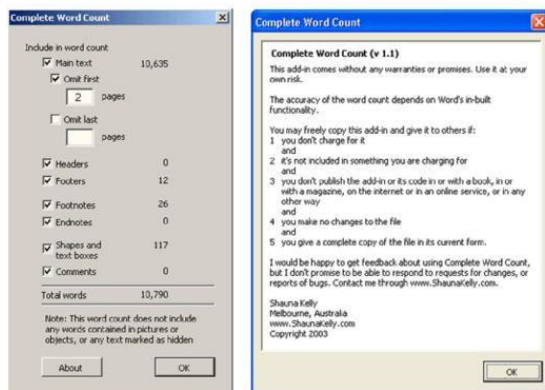 Complete Word Count
Include in word count
Main text 10,635
Omit first
2 pages
Omit last
pages
Headers 0
Footers 12
Footnotes 26
Endnotes 0
Shapes and
text boxes 117
Comments 0
Total words 10,790
Note: This word count does not include
any words contained in pictures or
objects, or any text marked as hidden
About OK
Complete Word Count
Complete Word Count (v 1.1)
This add-in comes without any warranties or promises. Use it at your
own risk.
The accuracy of the word count depends on Word's in-built
functionality.
You may freely copy this add-in and give it to others if:
1 you don't charge for it
and
2 it's not included in something you are charging for
and
3 you don't publish the add-in or its code in or with a book, in or
with a magazine, on the internet or in an online service, or in any
other way
and
4 you make no changes to the file
and
5 you give a complete copy of the file in its current form.
I would be happy to get feedback about using Complete Word Count,
but I don't promise to be able to respond to requests for changes, or
reports of bugs. Contact me through www.ShaunaKelly.com.
Shauna Kelly
Melbourne, Australia
www.ShaunaKelly.com
Copyright 2003
OK